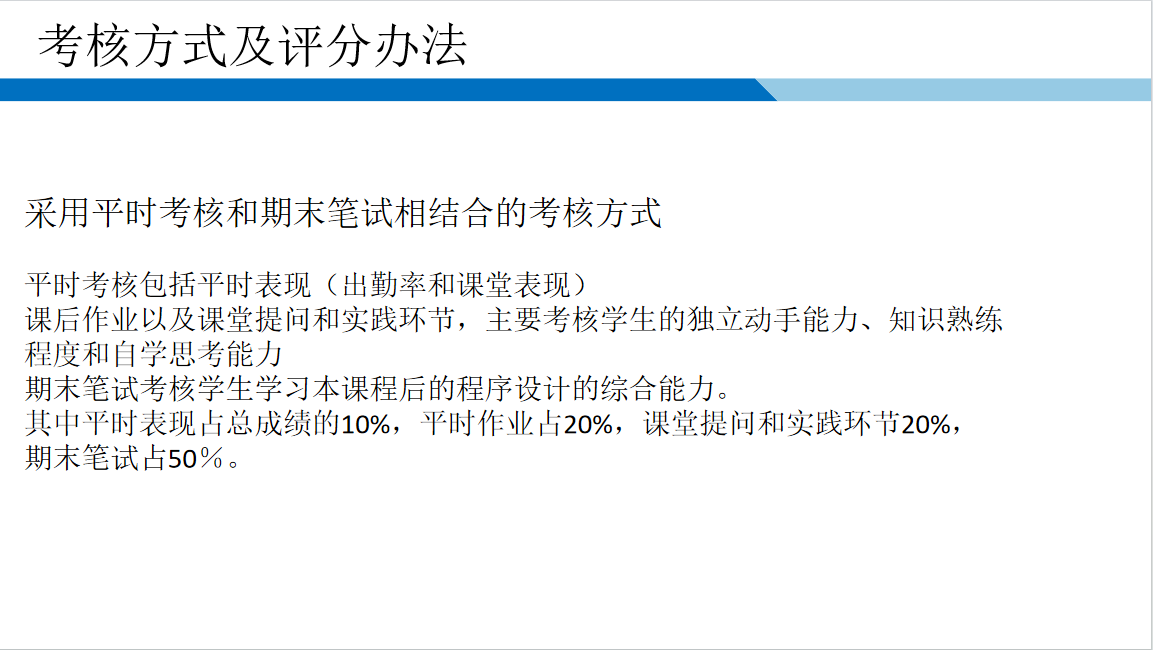 考核方式及评分办法
采用平时考核和期末笔试相结合的考核方式
平时考核包括平时表现（出勤率和课堂表现）
课后作业以及课堂提问和实践环节，主要考核学生的独立动手能力、知识熟练
程度和自学思考能力
期末笔试考核学生学习本课程后的程序设计的综合能力。
其中平时表现占总成绩的10%，平时作业占20%，课堂提问和实践环节20%，
期末笔试占50％。